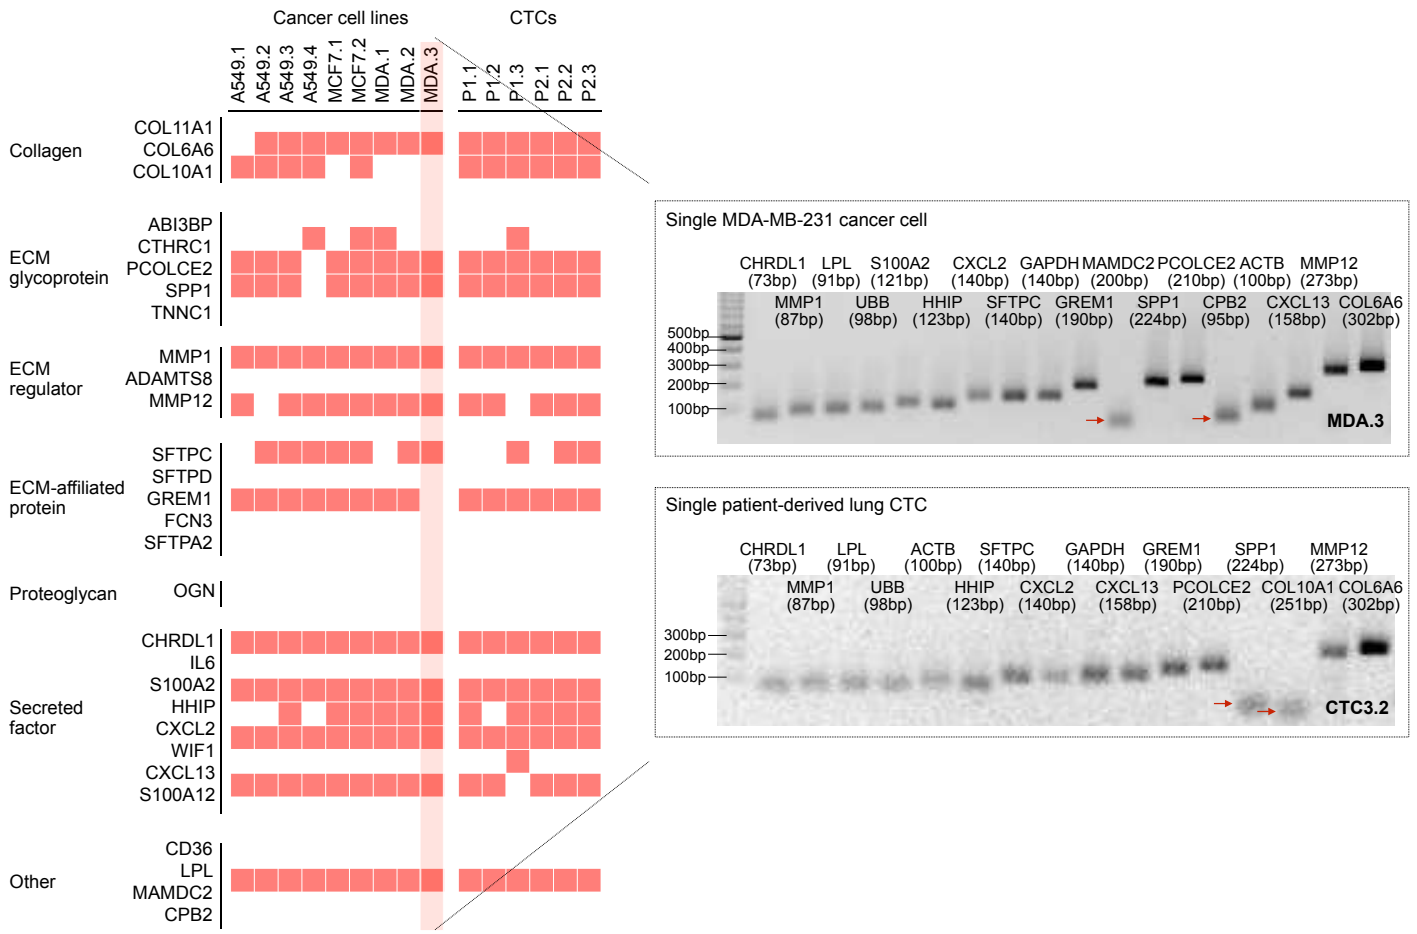 Cancer cell lines
CTCs
A549.1
A549.2
A549.3
A549.4
MCF7.1
MCF7.2
MDA.1
MDA.2
MDA.3
P1.1
P1.2
P1.3
P2.1
P2.2
P2.3
Collagen
COL11A1
COL6A6
COL10A1
ECM
glycoprotein
ABI3BP
CTHRC1
PCOLCE2
SPP1
TNNC1
ECM
regulator
MMP1
ADAMTS8
MMP12
ECM-affiliated
protein
SFTPC
SFTPD
GREM1
FCN3
SFTPA2
Proteoglycan
OGN
Secreted
factor
CHRDL1
IL6
S100A2
HHIP
CXCL2
WIF1
CXCL13
S100A12
Other
CD36
LPL
MAMDC2
CPB2
Single MDA-MB-231 cancer cell
CHRDL1 LPL S100A2 CXCL2 GAPDH MAMDC2 PCOLCE2 ACTB MMP12
(73bp) (91bp) (121bp) (140bp) (140bp) (200bp) (210bp) (100bp) (273bp)
MMP1 UBB HHIP SFTPC GREM1 SPP1 CPB2 CXCL13 COL6A6
(87bp) (98bp) (123bp) (140bp) (190bp) (224bp) (95bp) (158bp) (302bp)
500bp
400bp
300bp
200bp
100bp
MDA.3
Single patient-derived lung CTC
CHRDL1 LPL ACTB SFTPC GAPDH GREM1 SPP1 MMP12
(73bp) (91bp) (100bp) (140bp) (140bp) (190bp) (224bp) (273bp)
MMP1 UBB HHIP CXCL2 CXCL13 PCOLCE2 COL10A1 COL6A6
(87bp) (98bp) (123bp) (140bp) (158bp) (210bp) (251bp) (302bp)
300bp
200bp
100bp
CTC3.2